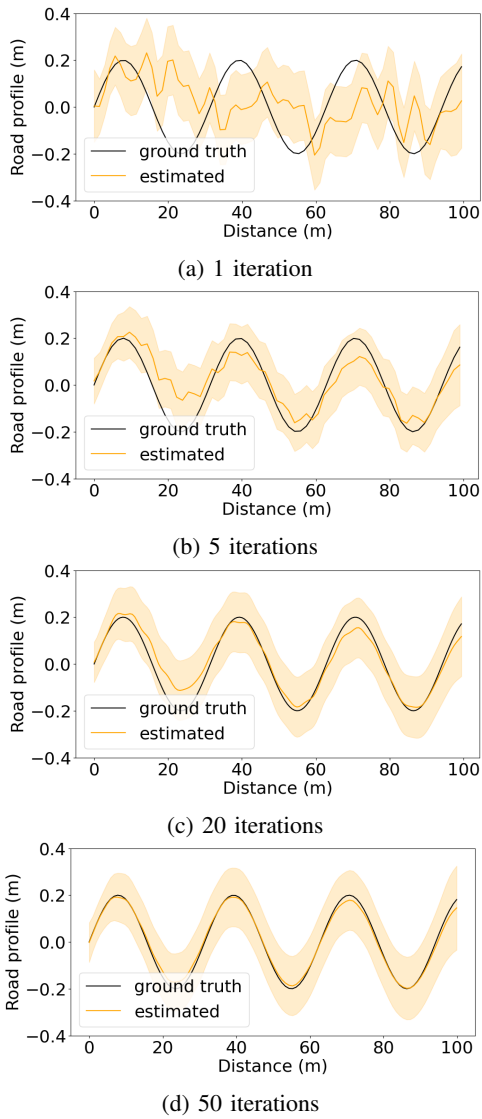 0.4
0.2
0.0
−0.2
−0.4
Road profile (m)
ground truth
estimated
0 20 40 60 80 100
Distance (m)
(a) 1 iteration
0.4
0.2
0.0
−0.2
−0.4
Road profile (m)
ground truth
estimated
0 20 40 60 80 100
Distance (m)
(b) 5 iterations
0.4
0.2
0.0
−0.2
−0.4
Road profile (m)
ground truth
estimated
0 20 40 60 80 100
Distance (m)
(c) 20 iterations
0.4
0.2
0.0
−0.2
−0.4
Road profile (m)
ground truth
estimated
0 20 40 60 80 100
Distance (m)
(d) 50 iterations